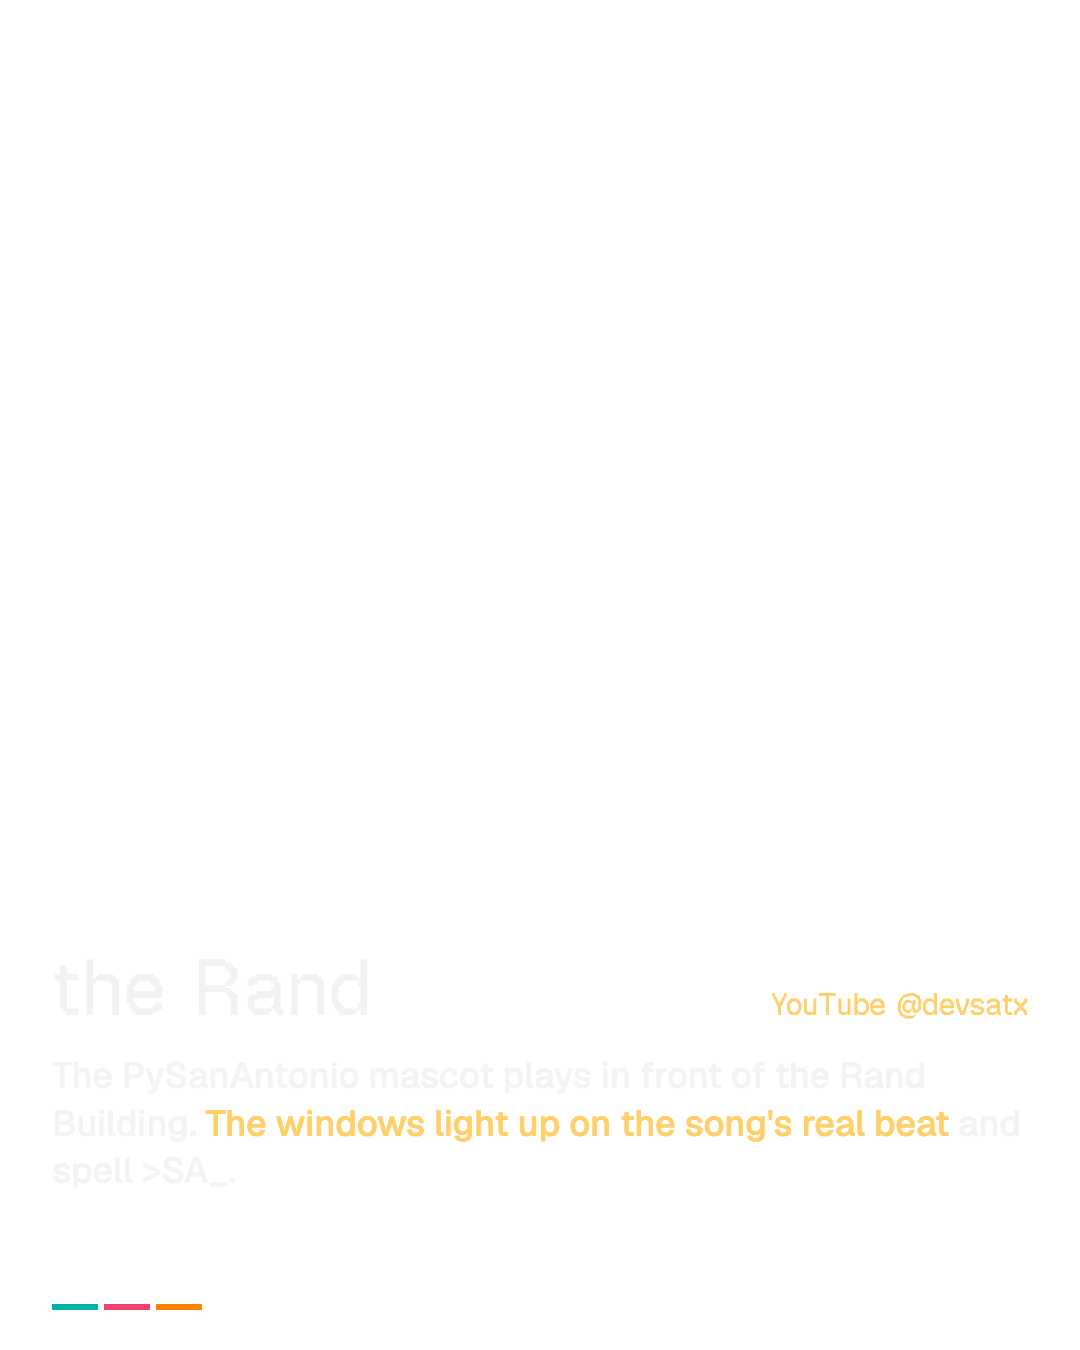 the Rand
YouTube @devsatx
The PySanAntonio mascot plays in front of the Rand
Building. The windows light up on the song's real beat and
spell >SA_.